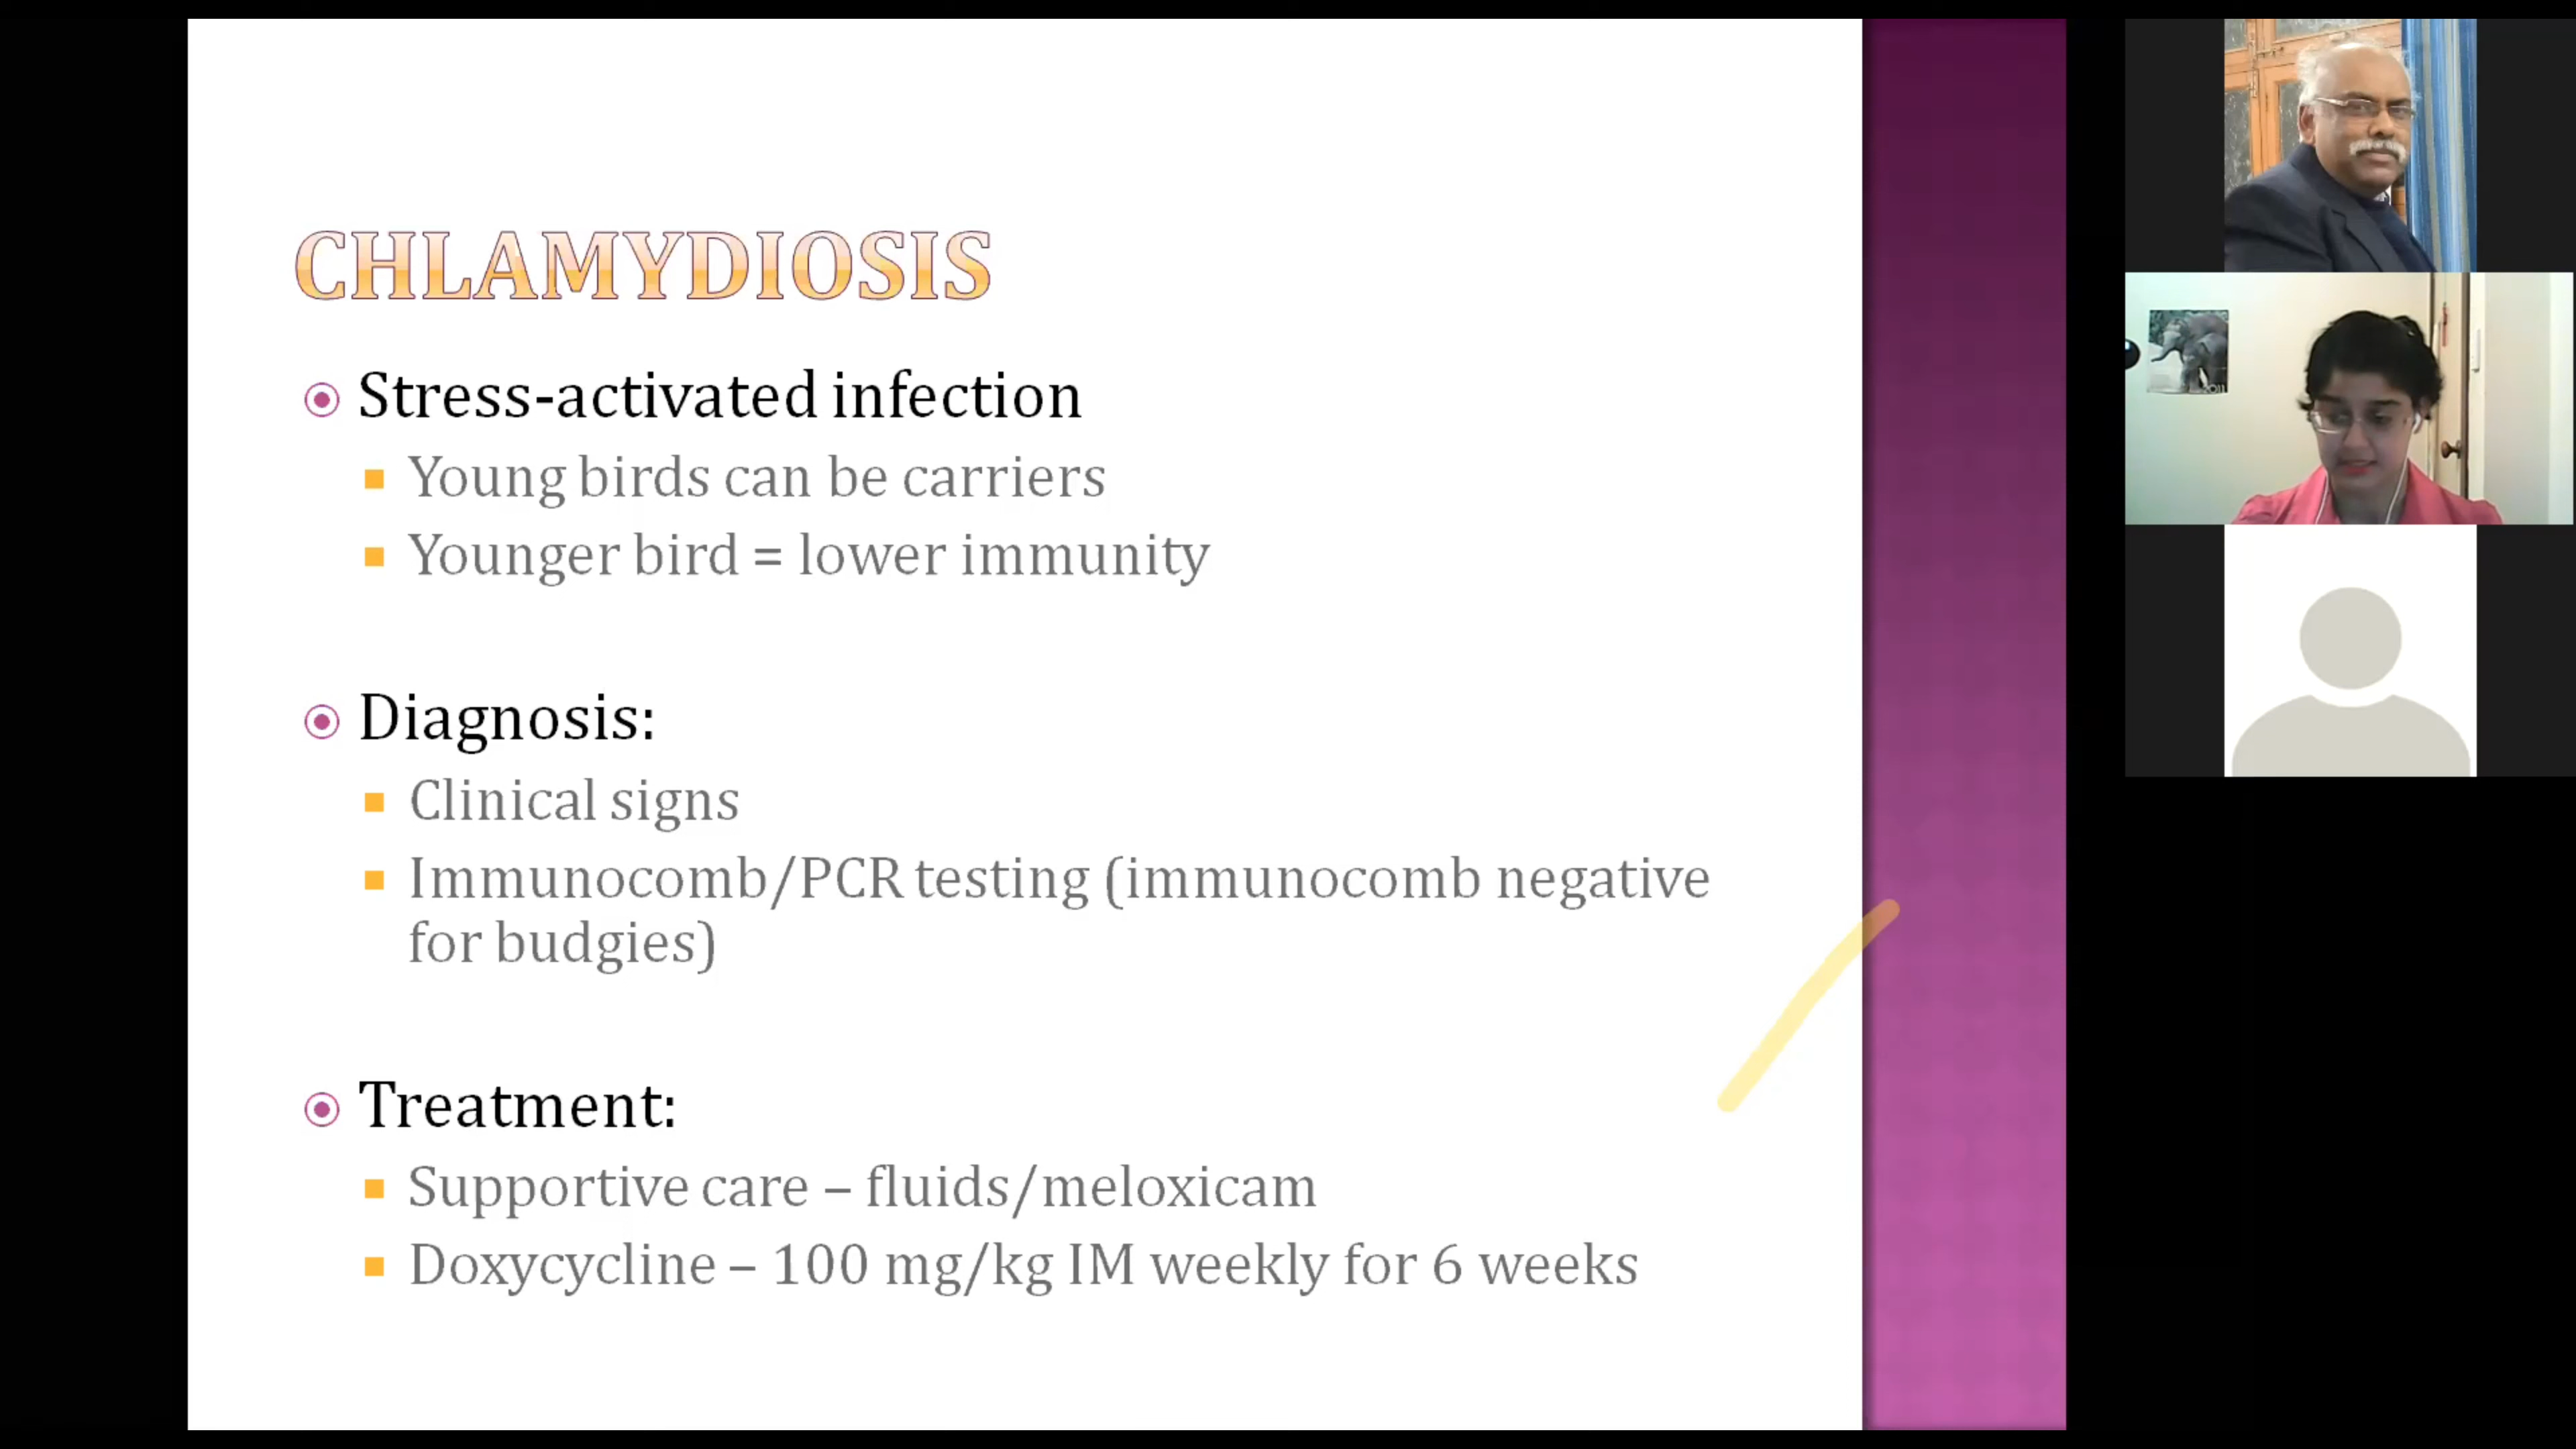 CHLAMYDIOSIS
Stress-activated infection
Young birds can be carriers
Younger bird = lower immunity
Diagnosis:
Clinical signs
Immunocomb/PCR testing (immunocomb negative
for budgies)
Treatment:
Supportive care – fluids/meloxicam
Doxycycline – 100 mg/kg IM weekly for 6 weeks
2011